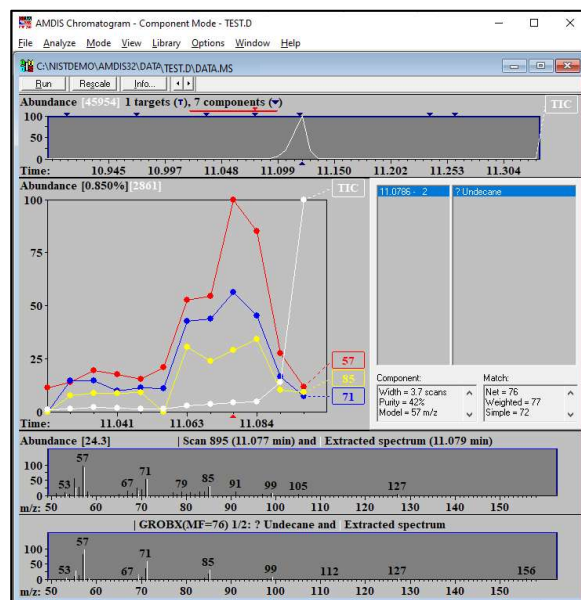 AMDIS Chromatogram - Component Mode - TEST.D
File Analyze Mode View Library Options Window Help
C:\NISTDEMO\AMDIS32\DATA\TEST.D\DATA.MS
Run Rescale Info...
Abundance [45954] 1 targets (T), 7 components (▼)
TIC
100
50
0
Time: 10.945 10.997 11.048 11.099 11.150 11.202 11.253 11.304
Abundance [0.850%] [2861]
TIC
100
75
50
25
0
57
85
71
Time: 11.041 11.063 11.084
11.0786 - 2 ? Undecane
Component: Match:
Width = 3.7 scans Net = 76
Purity = 42% Weighted = 77
Model = 57 m/z Simple = 72
Abundance [24.3] | Scan 895 (11.077 min) and | Extracted spectrum (11.079 min)
100
50
0
53 57 67 71 79 85 91 99 105 127
m/z: 50 60 70 80 90 100 110 120 130 140 150
| GROBX(MF=76) 1/2: ? Undecane and | Extracted spectrum
100
50
0
53 57 67 71 85 99 112 127 156
m/z: 50 60 70 80 90 100 110 120 130 140 150